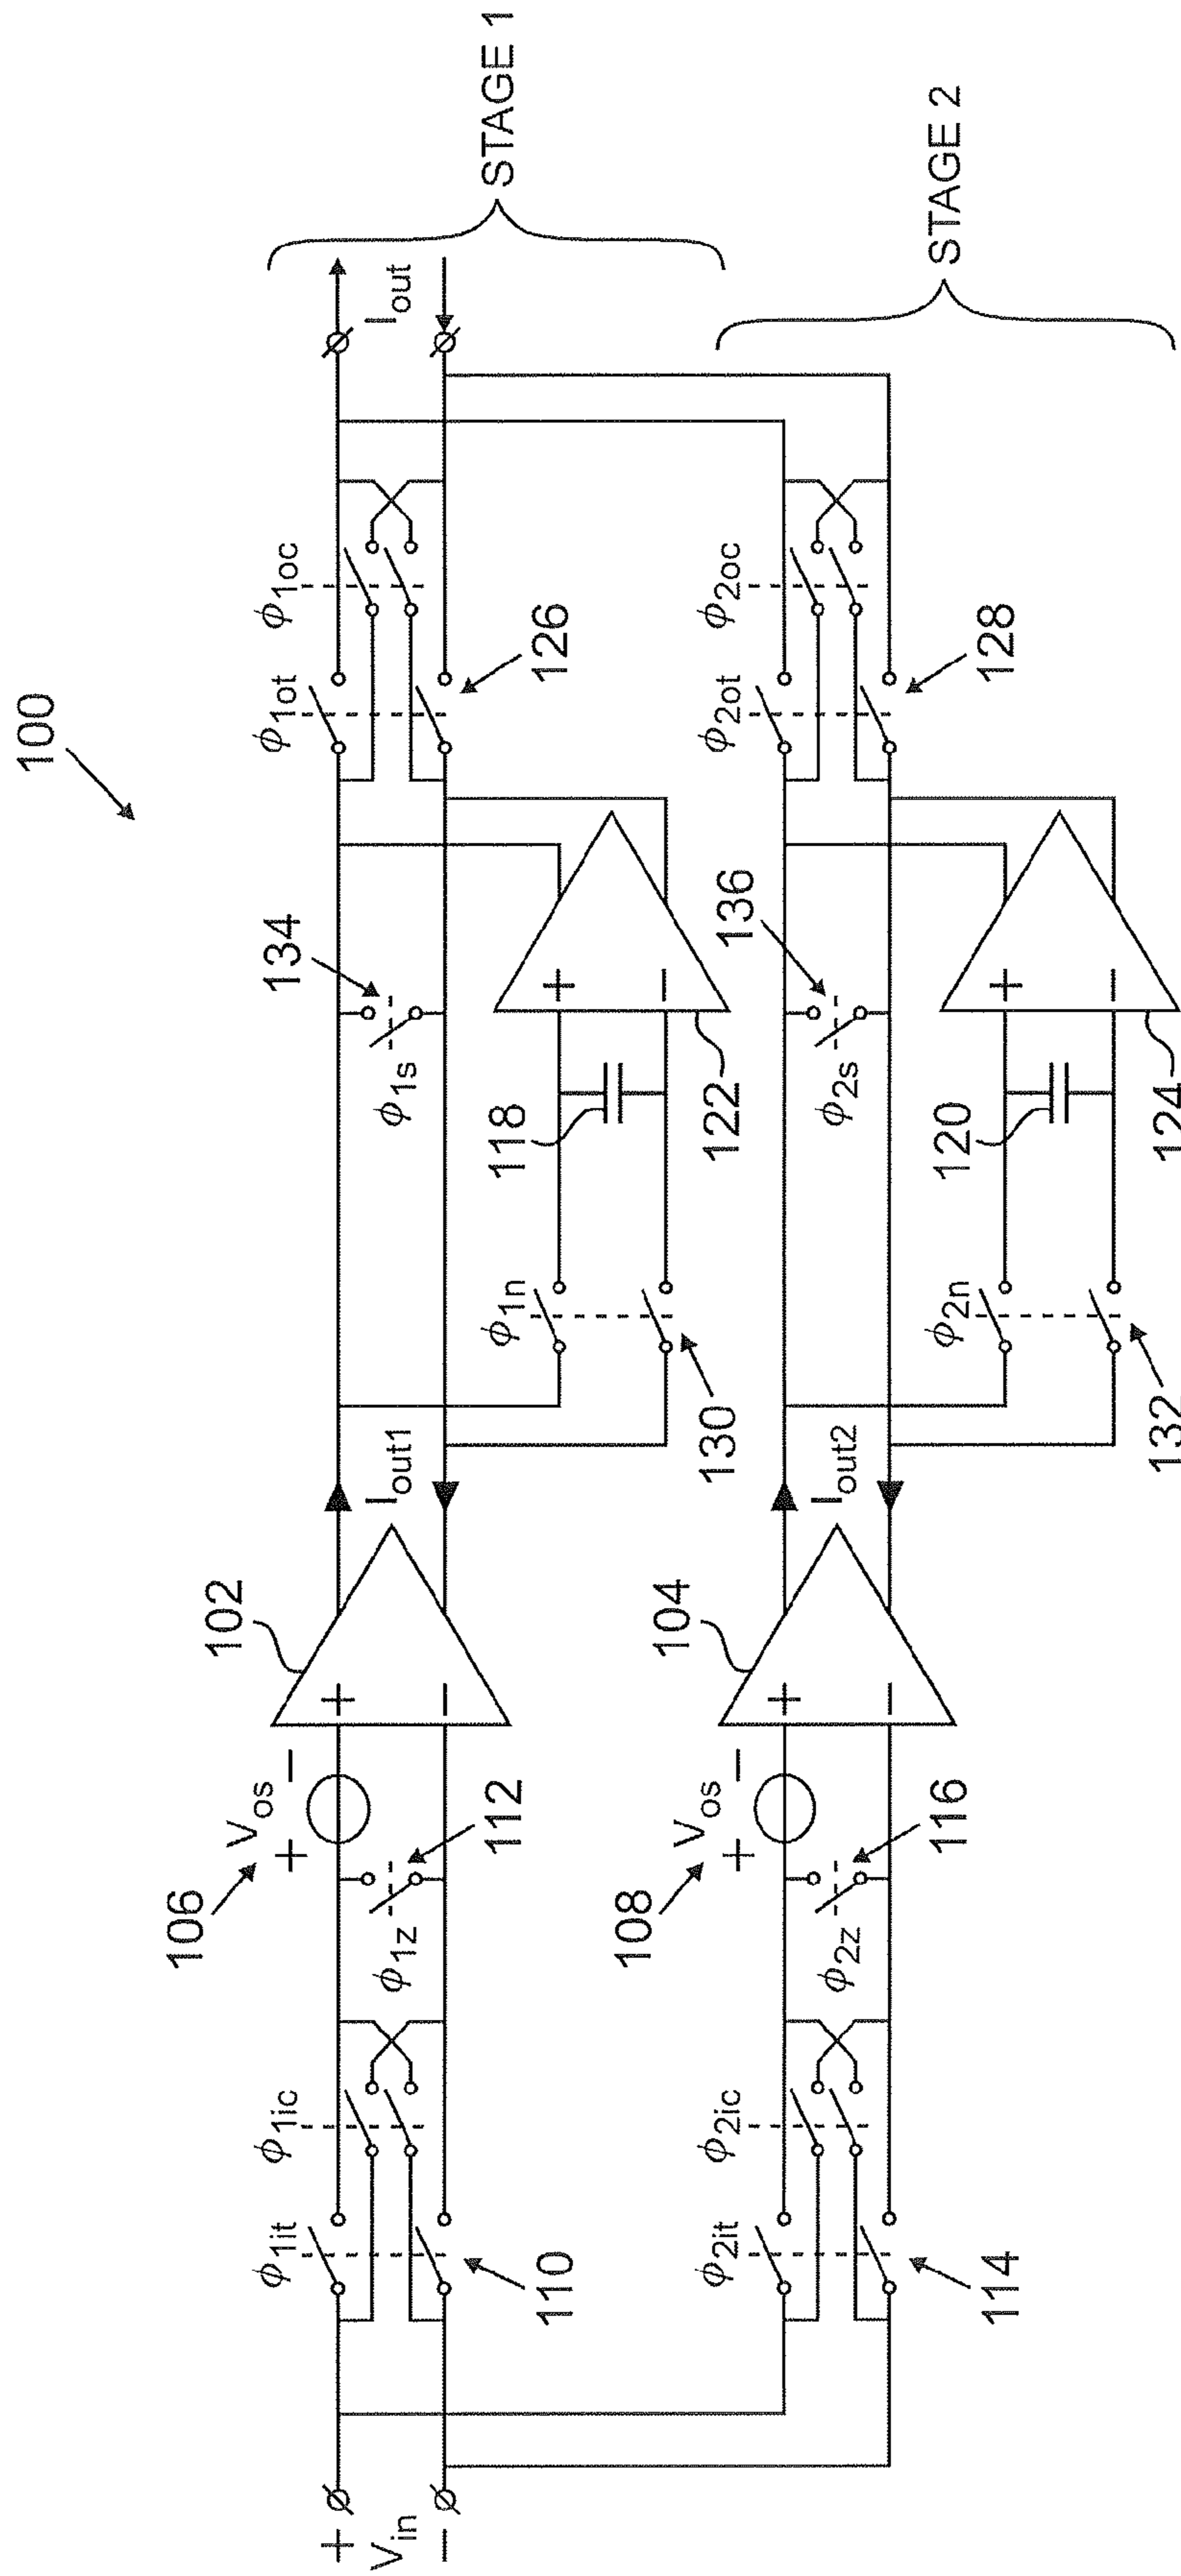 100
STAGE 1
STAGE 2
+
V_in
−
I_out
ϕ_1it
ϕ_1ic
110
ϕ_1z
112
106
V_os
+ −
102
+
−
I_out1
ϕ_1n
130
118
ϕ_1s
134
+
−
122
ϕ_1ot
ϕ_1oc
126
ϕ_2it
ϕ_2ic
114
ϕ_2z
116
108
V_os
+ −
104
+
−
I_out2
ϕ_2n
132
120
ϕ_2s
136
+
−
124
ϕ_2ot
ϕ_2oc
128